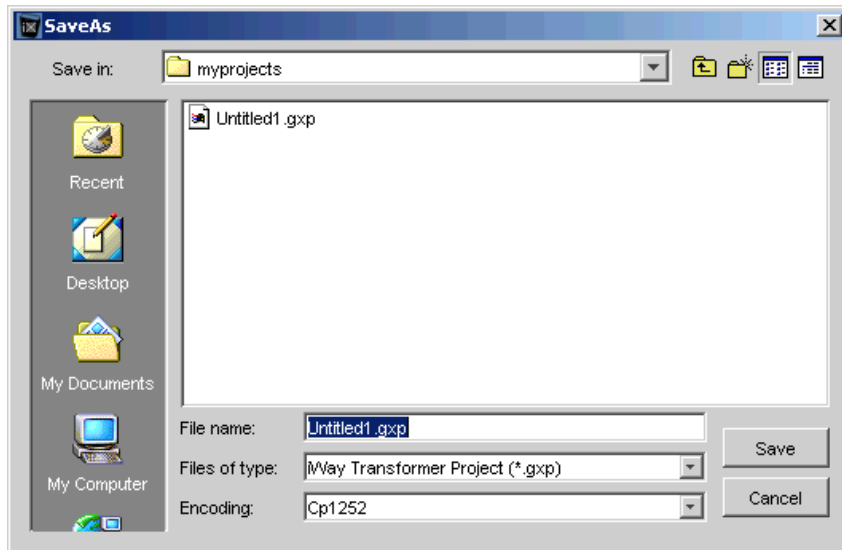 SaveAs
Save in: myprojects
Untitled1.gxp
Recent
Desktop
My Documents
My Computer
File name: Untitled1.gxp
Files of type: iWay Transformer Project (*.gxp)
Encoding: Cp1252
Save
Cancel